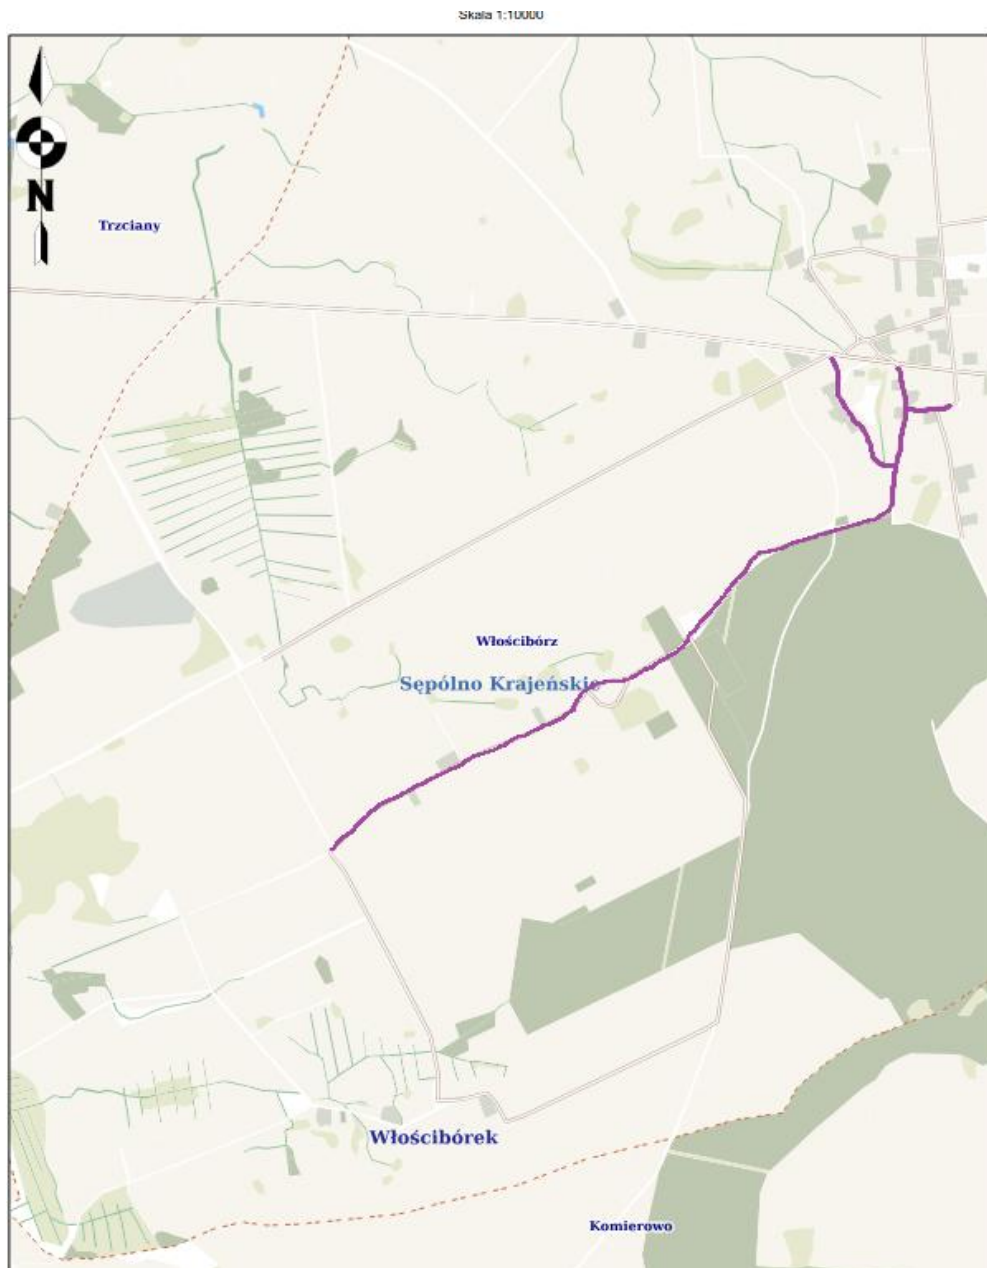 Skala 1:10000
N
Trzciany
Włościbórz
Sępólno Krajeńskie
Włościbórek
Komierowo